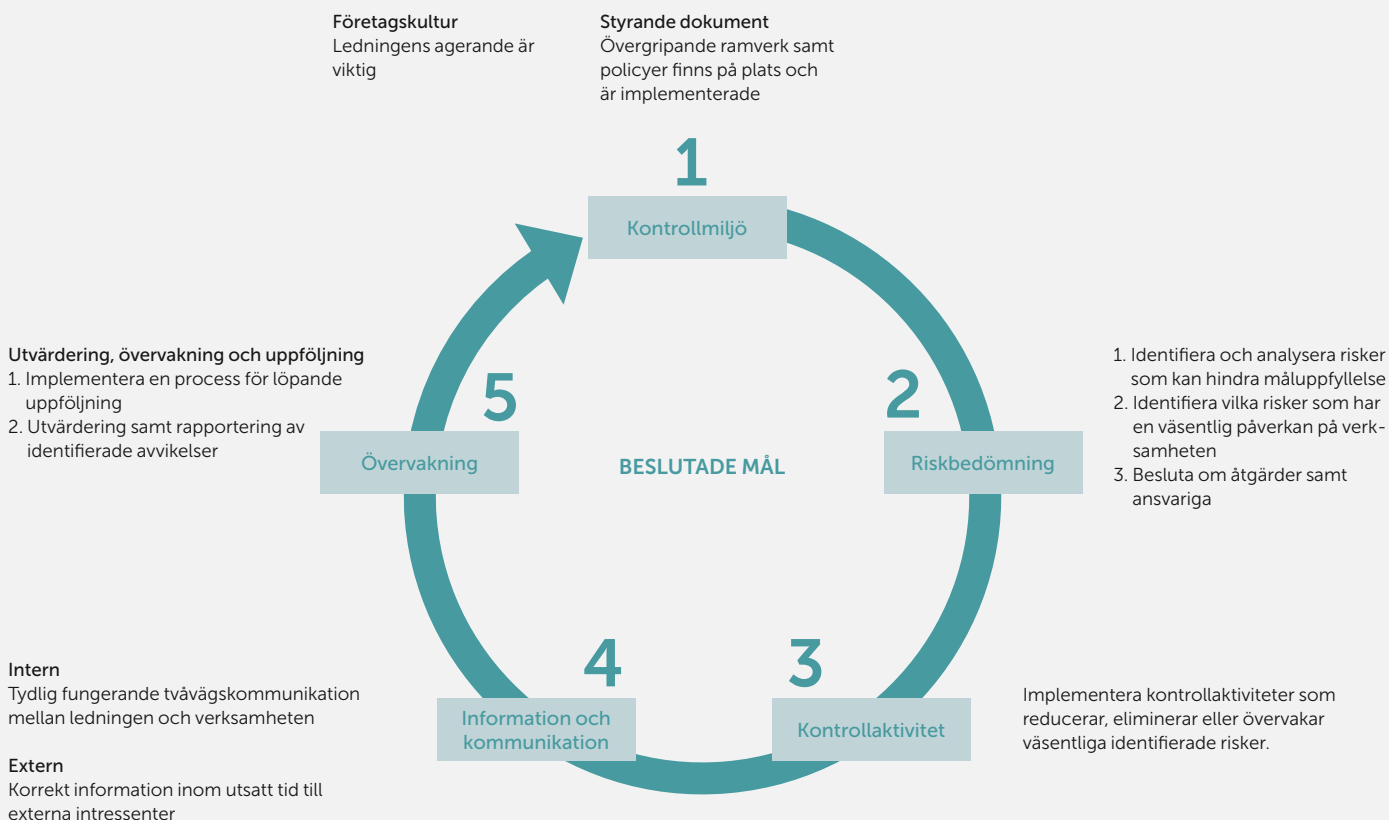 Företagskultur
Ledningens agerande är
viktig
Styrande dokument
Övergripande ramverk samt
policyer finns på plats och
är implementerade
1
Kontrollmiljö
2
Riskbedömning
1. Identifiera och analysera risker
som kan hindra måluppfyllelse
2. Identifiera vilka risker som har
en väsentlig påverkan på verk-
samheten
3. Besluta om åtgärder samt
ansvariga
BESLUTADE MÅL
3
Kontrollaktivitet
Implementera kontrollaktiviteter som
reducerar, eliminerar eller övervakar
väsentliga identifierade risker.
4
Information och
kommunikation
Intern
Tydlig fungerande tvåvägskommunikation
mellan ledningen och verksamheten
Extern
Korrekt information inom utsatt tid till
externa intressenter
5
Övervakning
Utvärdering, övervakning och uppföljning
1. Implementera en process för löpande
uppföljning
2. Utvärdering samt rapportering av
identifierade avvikelser